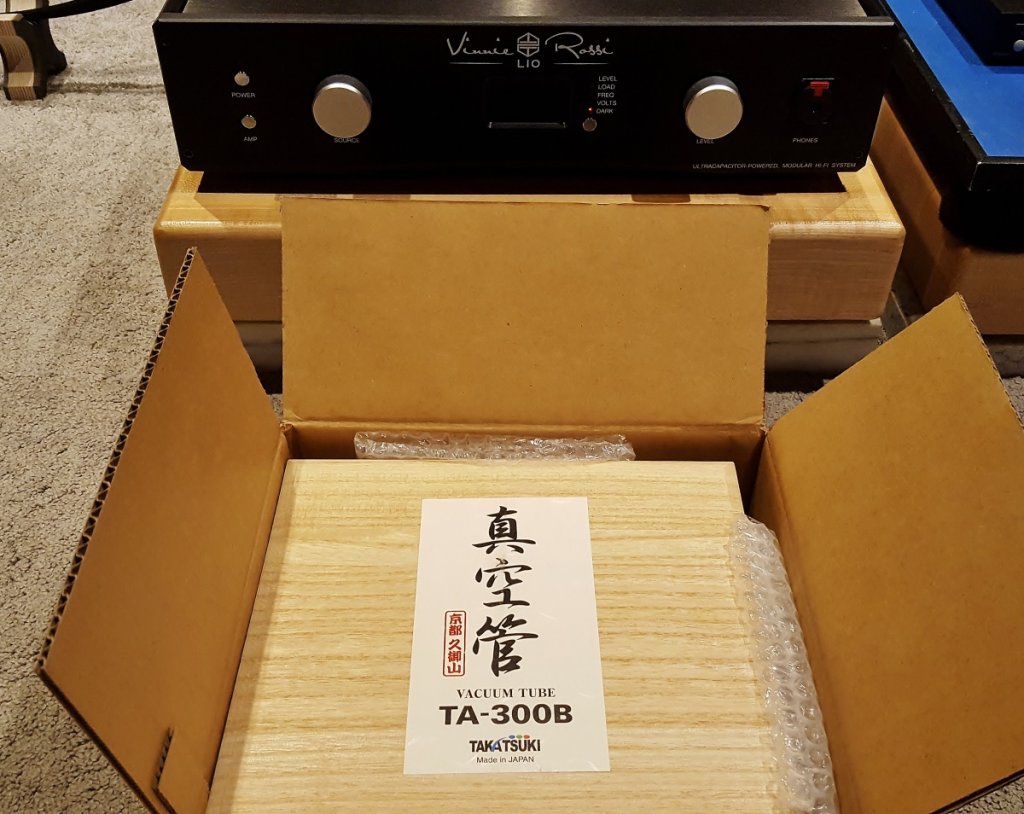 Vinnie Rossi
LIO
POWER
AMP
SOURCE
LEVEL
LOAD
FREQ
VOLTS
DARK
LEVEL
PHONES
ULTRACAPACITOR-POWERED, MODULAR HI-FI SYSTEM
真空管
京都 久御山
VACUUM TUBE
TA-300B
TAKATSUKI
Made in JAPAN